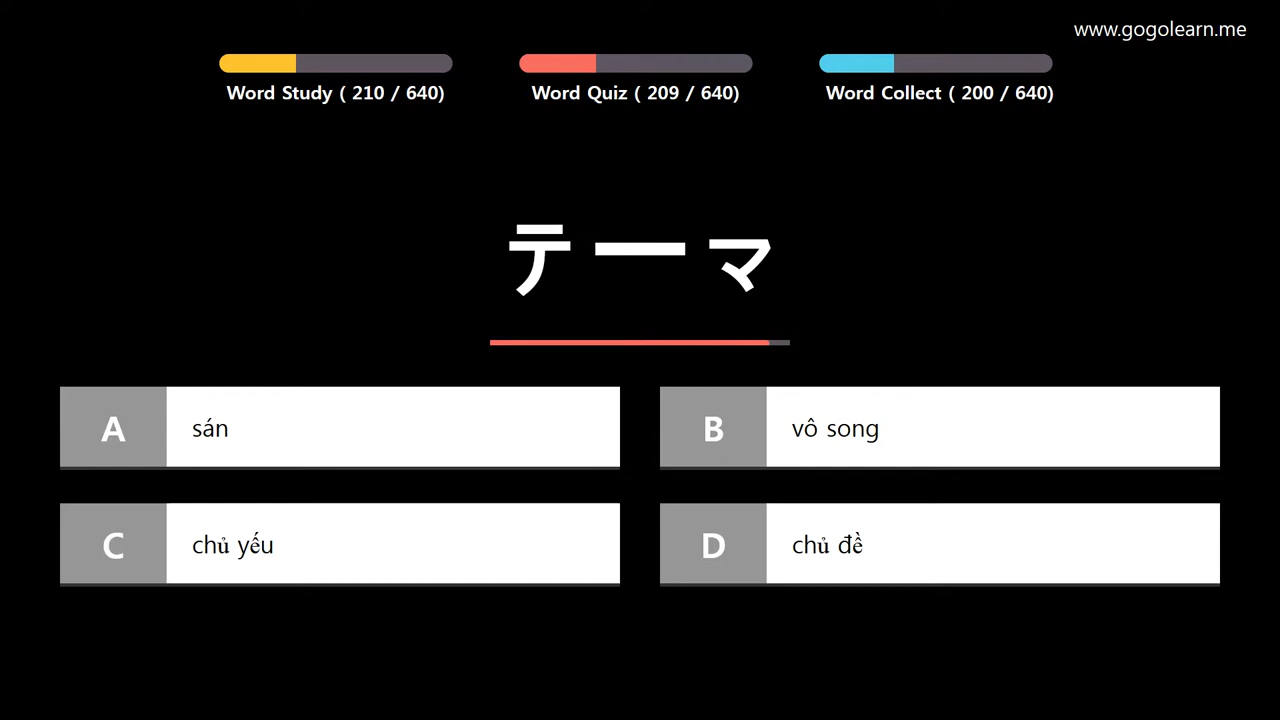 www.gogolearn.me
Word Study ( 210 / 640)
Word Quiz ( 209 / 640)
Word Collect ( 200 / 640)
テーマ
A sán
B vô song
C chủ yếu
D chủ đề